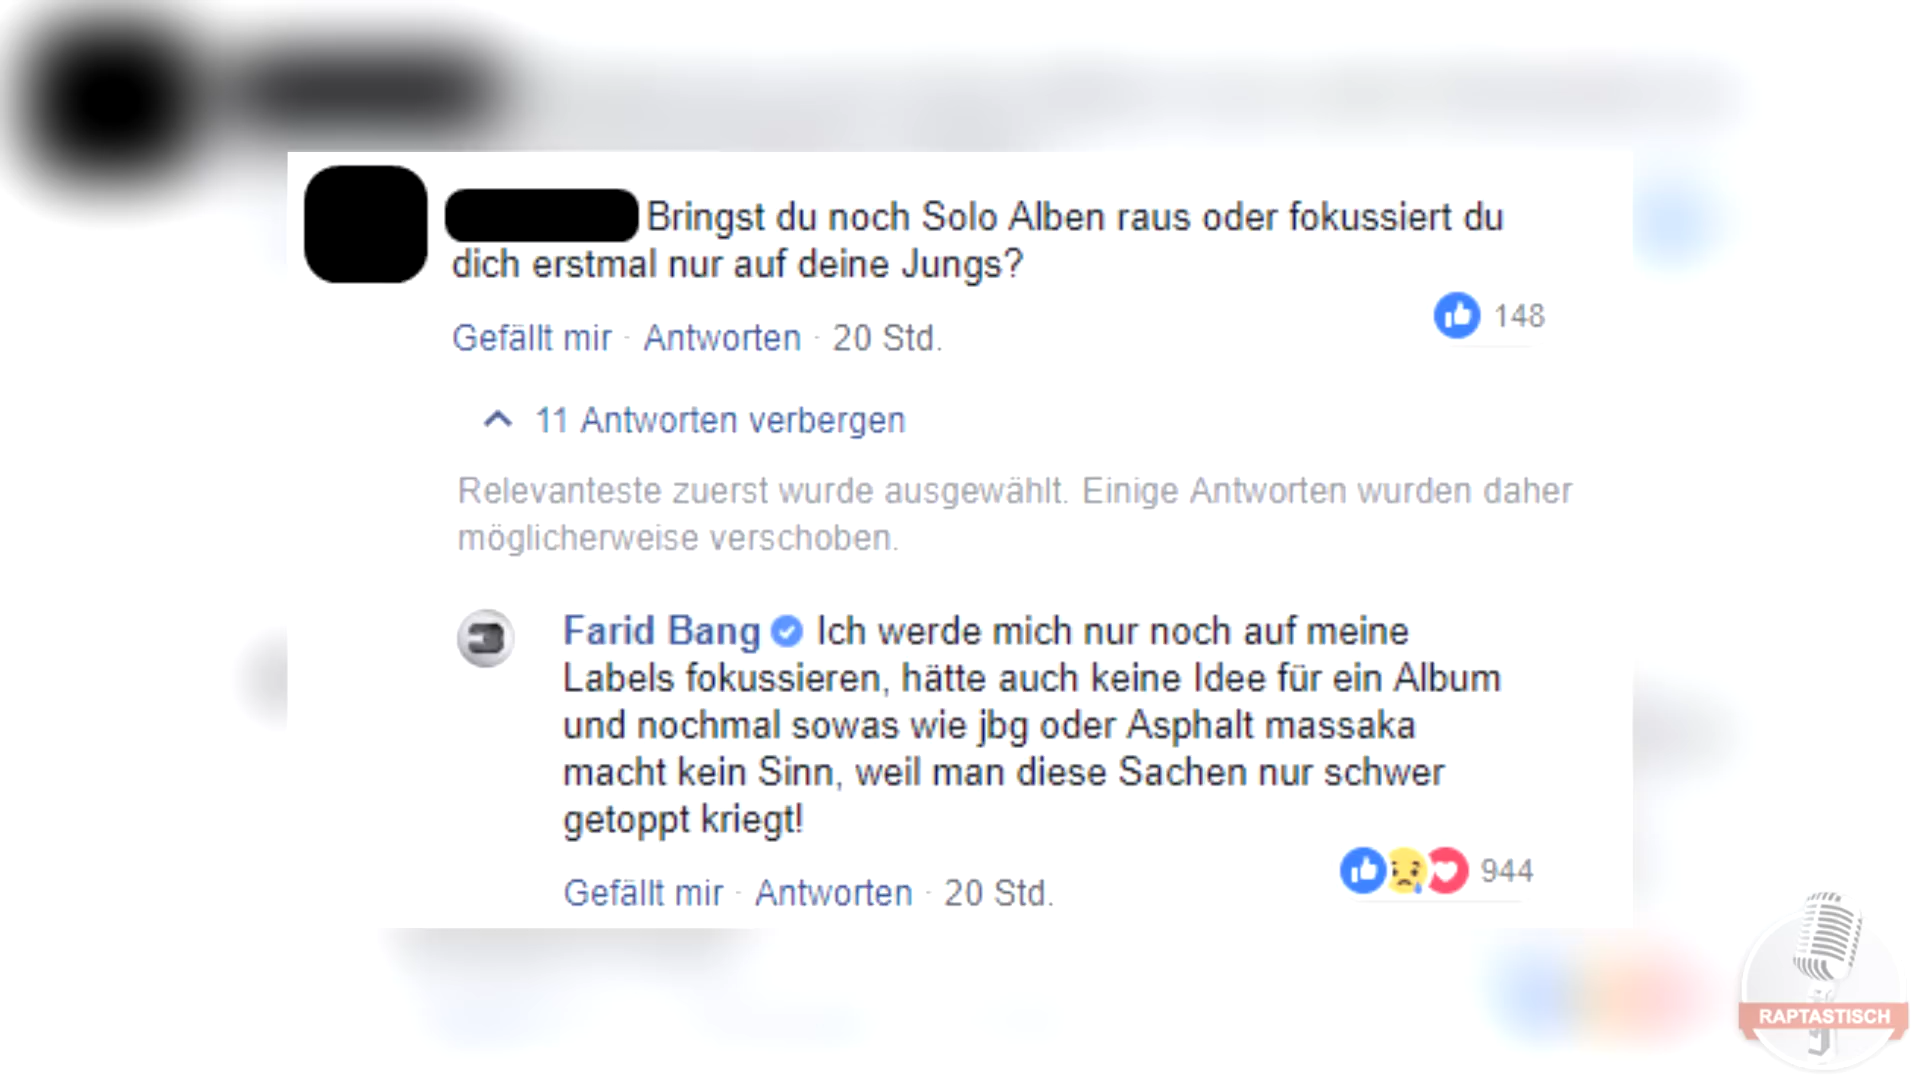 Bringst du noch Solo Alben raus oder fokussiert du
dich erstmal nur auf deine Jungs?
148
Gefällt mir · Antworten · 20 Std.
11 Antworten verbergen
Relevanteste zuerst wurde ausgewählt. Einige Antworten wurden daher
möglicherweise verschoben.
Farid Bang Ich werde mich nur noch auf meine
Labels fokussieren, hätte auch keine Idee für ein Album
und nochmal sowas wie jbg oder Asphalt massaka
macht kein Sinn, weil man diese Sachen nur schwer
getoppt kriegt!
944
Gefällt mir · Antworten · 20 Std.
RAPTASTISCH